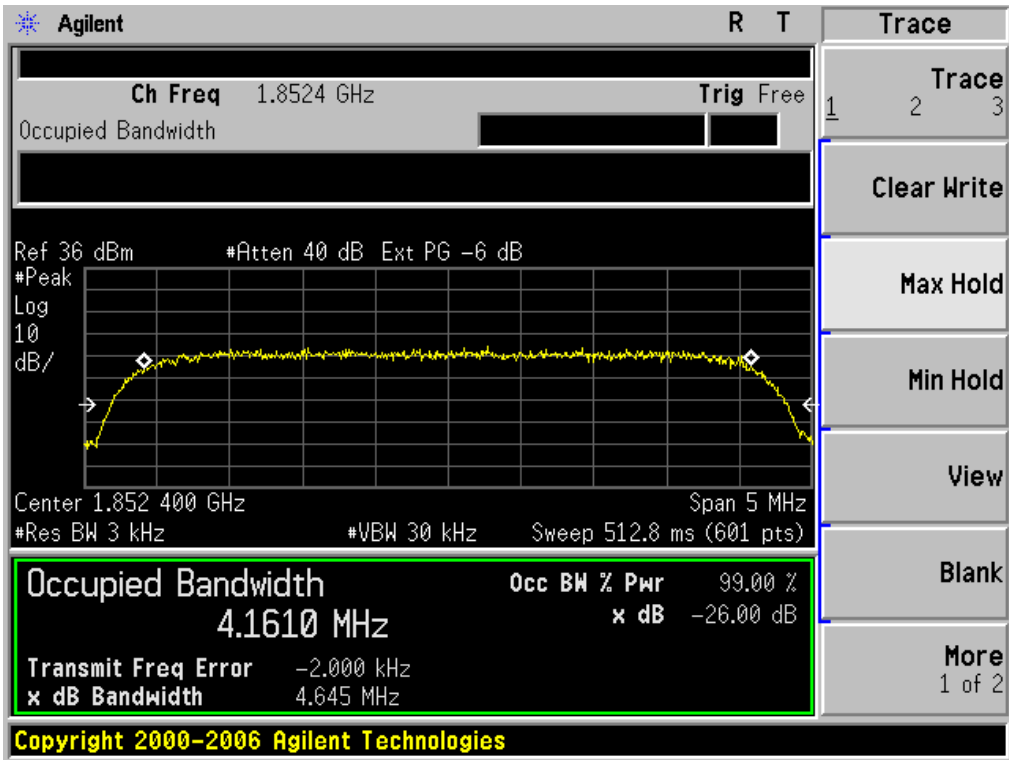 Agilent R T
Ch Freq 1.8524 GHz Trig Free
Occupied Bandwidth
Ref 36 dBm #Atten 40 dB Ext PG -6 dB
#Peak
Log
10
dB/
Center 1.852 400 GHz Span 5 MHz
#Res BW 3 kHz #VBW 30 kHz Sweep 512.8 ms (601 pts)
Occupied Bandwidth Occ BW % Pwr 99.00 %
4.1610 MHz x dB -26.00 dB
Transmit Freq Error -2.000 kHz
x dB Bandwidth 4.645 MHz
Copyright 2000-2006 Agilent Technologies
Trace
Trace
1 2 3
Clear Write
Max Hold
Min Hold
View
Blank
More
1 of 2